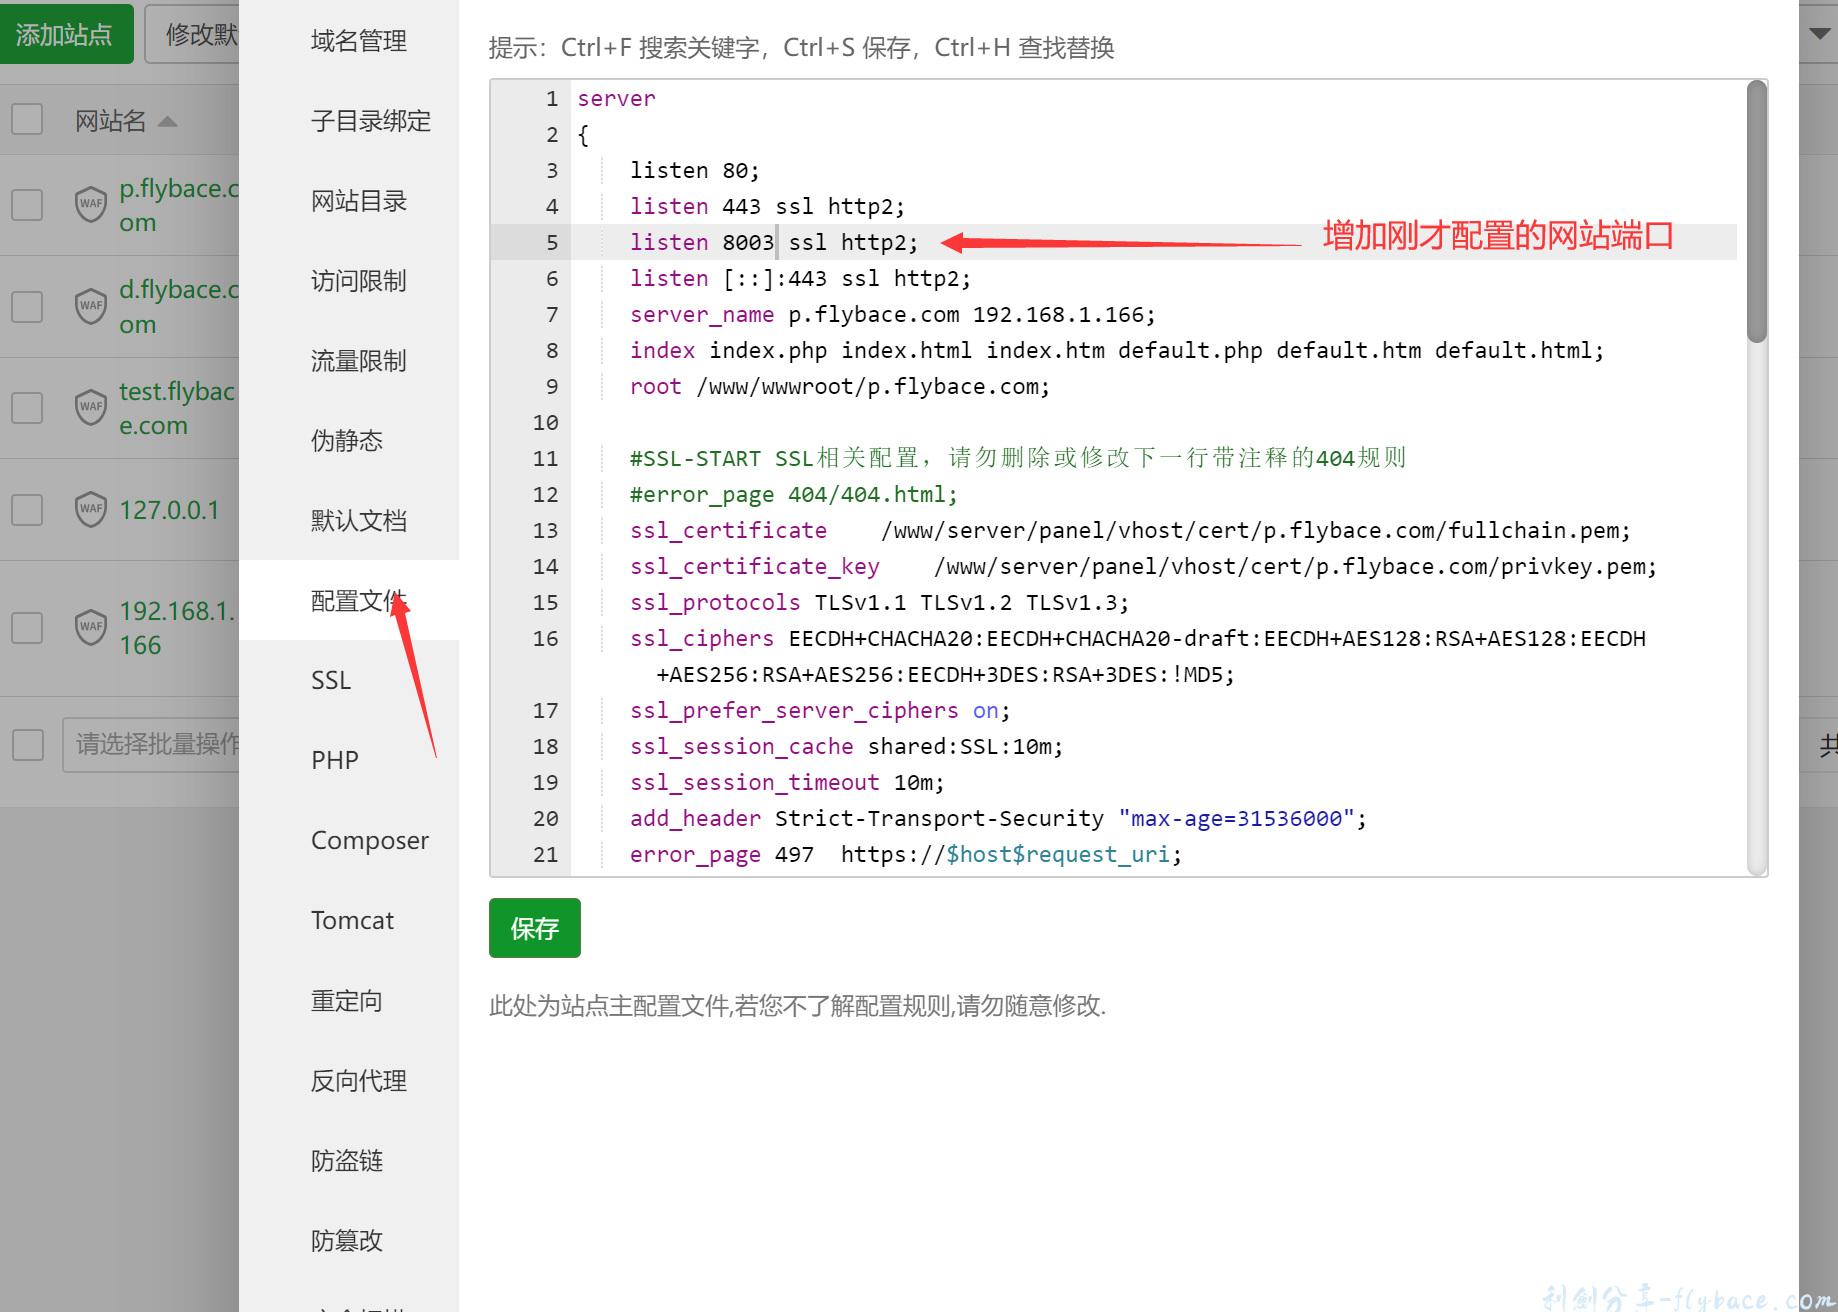 添加站点
修改默
网站名
p.flybace.c
om
d.flybace.c
om
test.flybac
e.com
127.0.0.1
192.168.1.
166
WAF
WAF
WAF
WAF
WAF
请选择批量操作
域名管理
子目录绑定
网站目录
访问限制
流量限制
伪静态
默认文档
配置文件
SSL
PHP
Composer
Tomcat
重定向
反向代理
防盗链
防篡改
提示：Ctrl+F 搜索关键字，Ctrl+S 保存，Ctrl+H 查找替换
1 server
2 {
3 listen 80;
4 listen 443 ssl http2;
5 listen 8003 ssl http2;
增加刚才配置的网站端口
6 listen [::]:443 ssl http2;
7 server_name p.flybace.com 192.168.1.166;
8 index index.php index.html index.htm default.php default.htm default.html;
9 root /www/wwwroot/p.flybace.com;
10
11 #SSL-START SSL相关配置，请勿删除或修改下一行带注释的404规则
12 #error_page 404/404.html;
13 ssl_certificate    /www/server/panel/vhost/cert/p.flybace.com/fullchain.pem;
14 ssl_certificate_key    /www/server/panel/vhost/cert/p.flybace.com/privkey.pem;
15 ssl_protocols TLSv1.1 TLSv1.2 TLSv1.3;
16 ssl_ciphers EECDH+CHACHA20:EECDH+CHACHA20-draft:EECDH+AES128:RSA+AES128:EECDH
+AES256:RSA+AES256:EECDH+3DES:RSA+3DES:!MD5;
17 ssl_prefer_server_ciphers on;
18 ssl_session_cache shared:SSL:10m;
19 ssl_session_timeout 10m;
20 add_header Strict-Transport-Security "max-age=31536000";
21 error_page 497  https://$host$request_uri;
保存
此处为站点主配置文件,若您不了解配置规则,请勿随意修改.
共
利剑分享-flybace.com